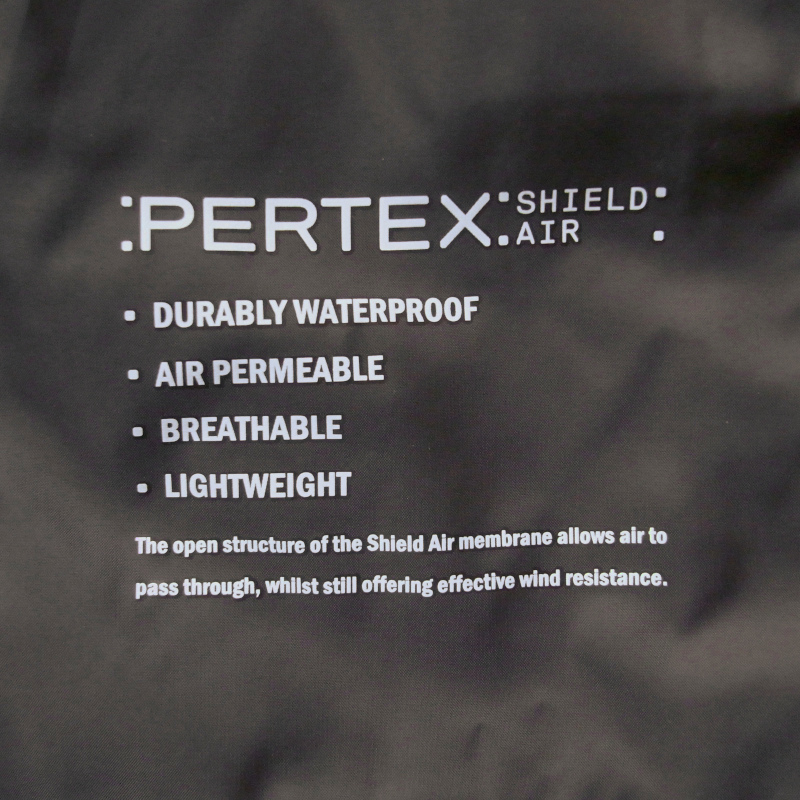 :PERTEX: SHIELD:
AIR
• DURABLY WATERPROOF
• AIR PERMEABLE
• BREATHABLE
• LIGHTWEIGHT
The open structure of the Shield Air membrane allows air to
pass through, whilst still offering effective wind resistance.